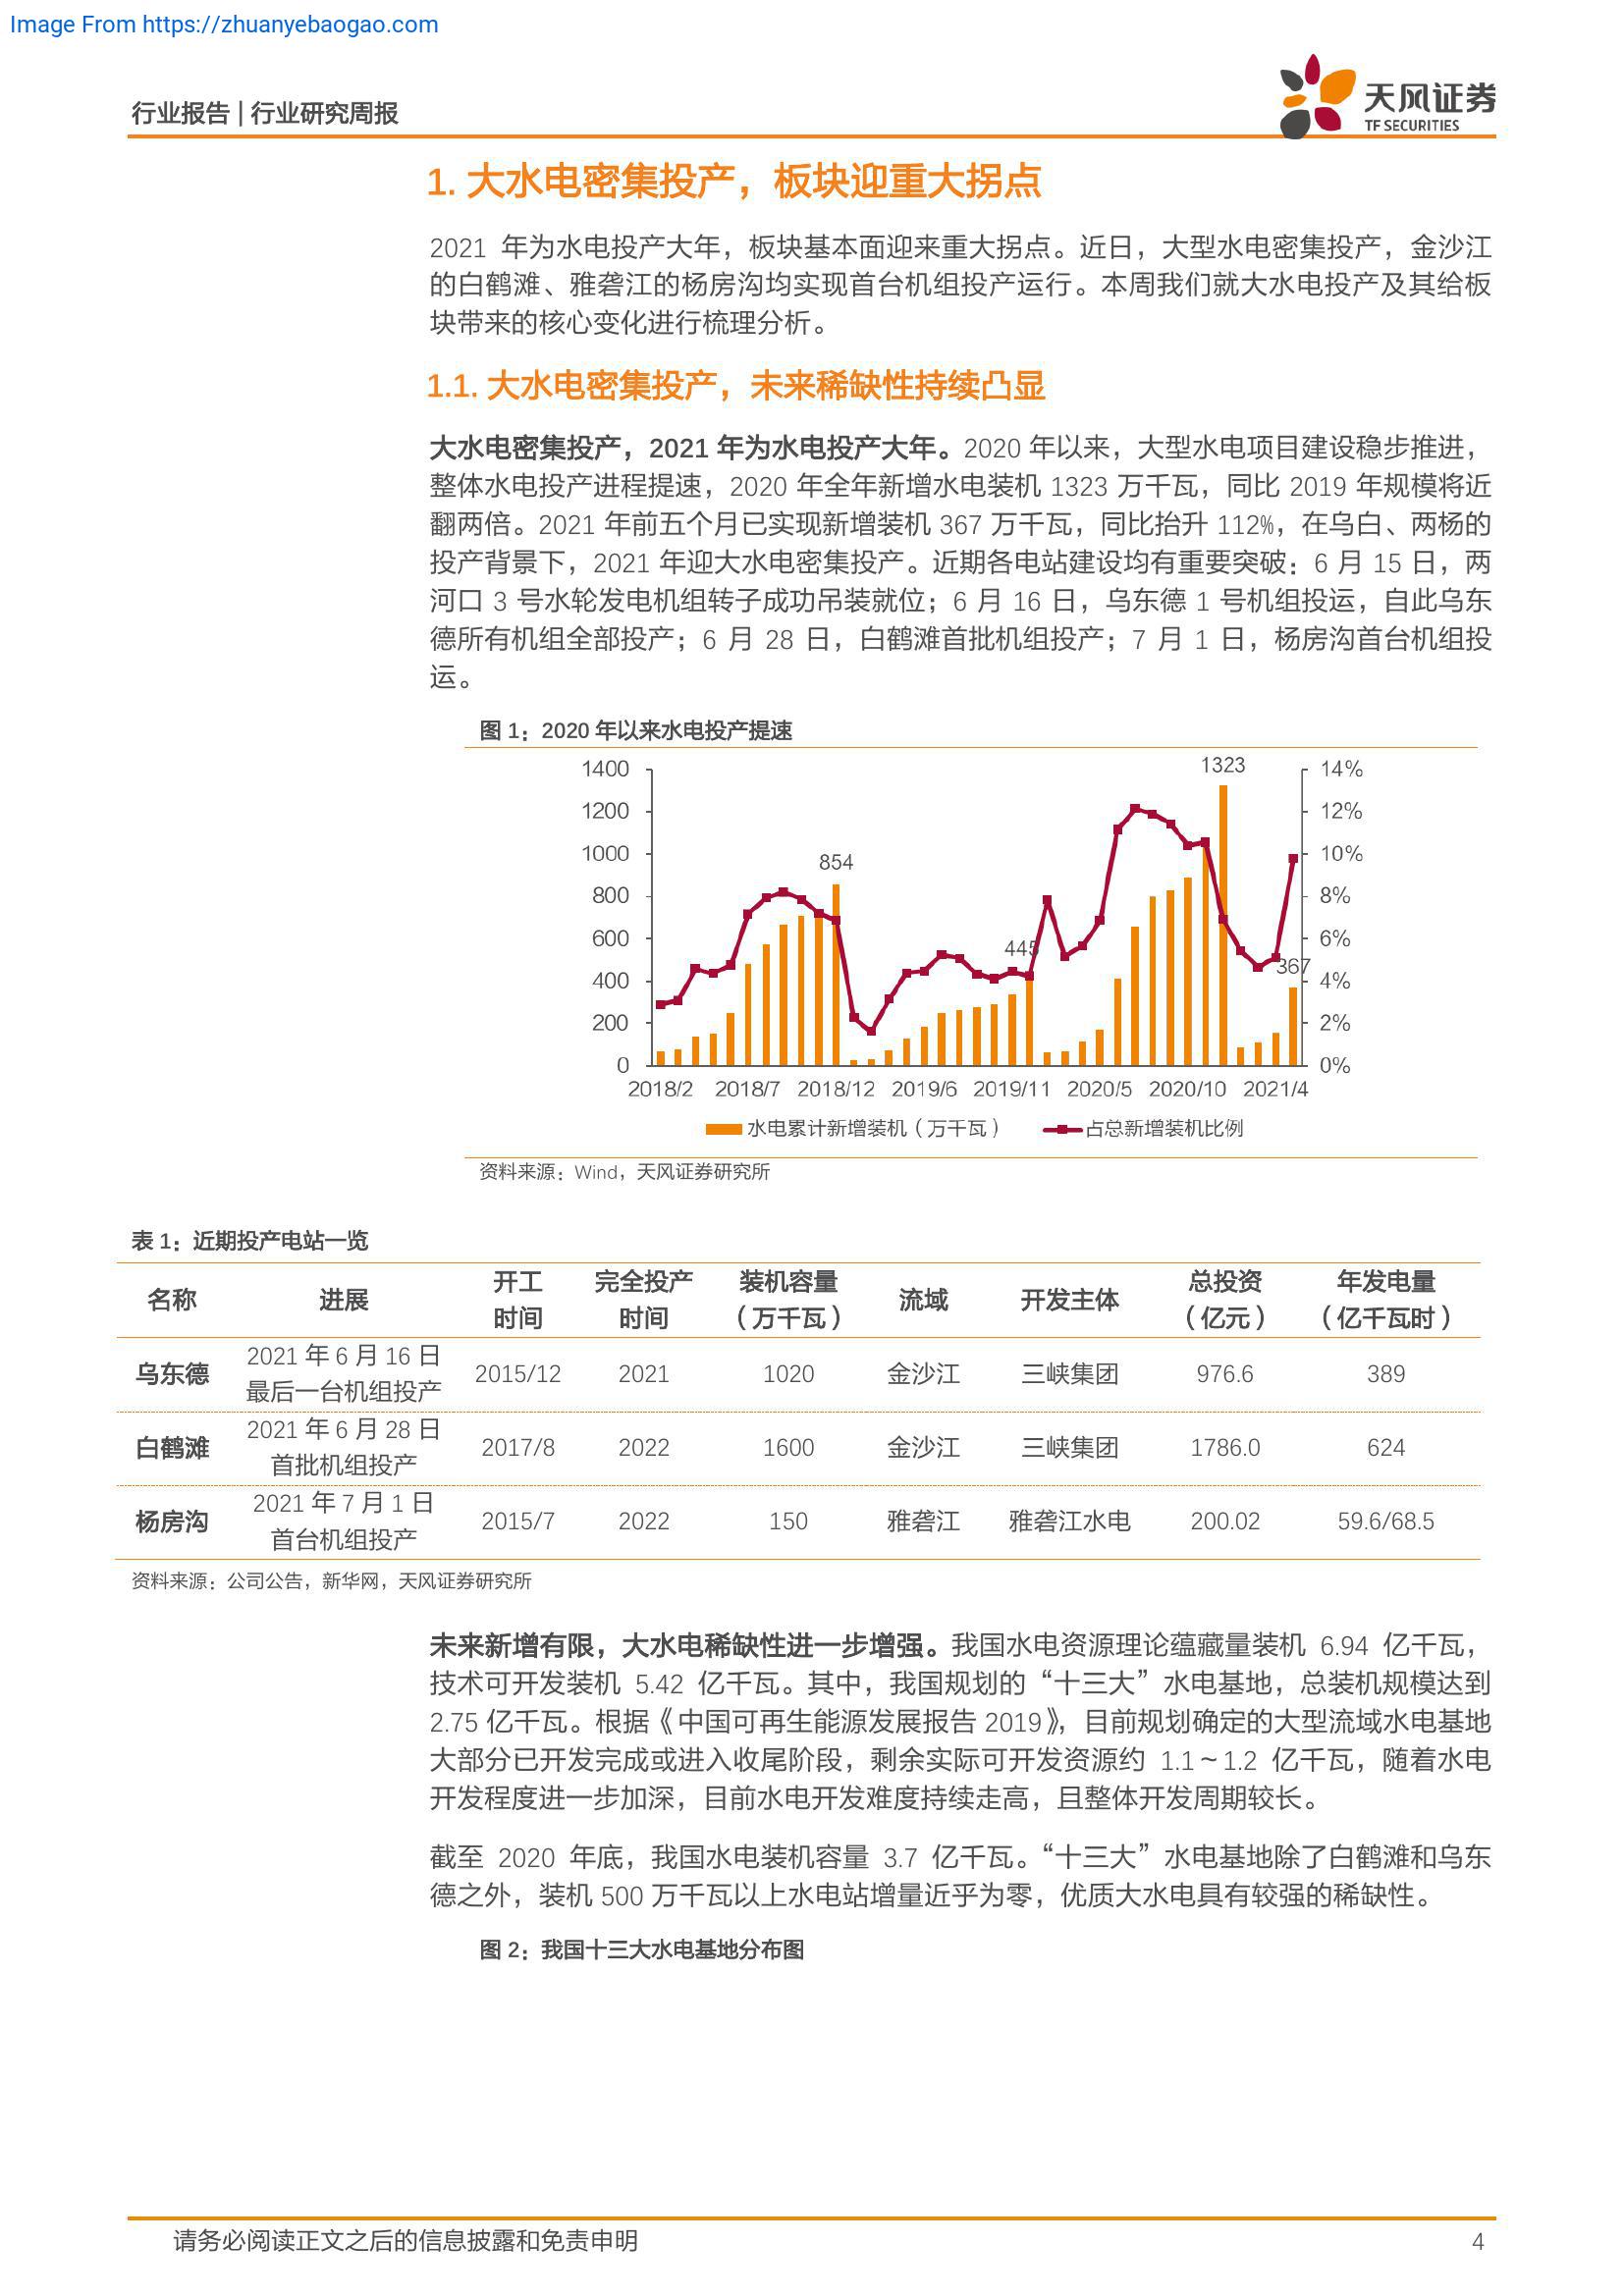 Image From https://zhuanyebaogao.com
行业报告 | 行业研究周报
天风证券
TF SECURITIES
1. 大水电密集投产，板块迎重大拐点
2021 年为水电投产大年，板块基本面迎来重大拐点。近日，大型水电密集投产，金沙江
的白鹤滩、雅砻江的杨房沟均实现首台机组投产运行。本周我们就大水电投产及其给板
块带来的核心变化进行梳理分析。
1.1. 大水电密集投产，未来稀缺性持续凸显
大水电密集投产，2021 年为水电投产大年。2020 年以来，大型水电项目建设稳步推进，
整体水电投产进程提速，2020 年全年新增水电装机 1323 万千瓦，同比 2019 年规模将近
翻两倍。2021 年前五个月已实现新增装机 367 万千瓦，同比抬升 112%，在乌白、两杨的
投产背景下，2021 年迎大水电密集投产。近期各电站建设均有重要突破：6 月 15 日，两
河口 3 号水轮发电机组转子成功吊装就位；6 月 16 日，乌东德 1 号机组投运，自此乌东
德所有机组全部投产；6 月 28 日，白鹤滩首批机组投产；7 月 1 日，杨房沟首台机组投
运。
图 1：2020 年以来水电投产提速
1400
1200
1000
800
600
400
200
0
14%
12%
10%
8%
6%
4%
2%
0%
854
445
1323
367
2018/2 2018/7 2018/12 2019/6 2019/11 2020/5 2020/10 2021/4
水电累计新增装机（万千瓦） 占总新增装机比例
资料来源：Wind，天风证券研究所
表 1：近期投产电站一览
名称 进展 开工时间 完全投产时间 装机容量（万千瓦） 流域 开发主体 总投资（亿元） 年发电量（亿千瓦时）
乌东德 2021 年 6 月 16 日最后一台机组投产 2015/12 2021 1020 金沙江 三峡集团 976.6 389
白鹤滩 2021 年 6 月 28 日首批机组投产 2017/8 2022 1600 金沙江 三峡集团 1786.0 624
杨房沟 2021 年 7 月 1 日首台机组投产 2015/7 2022 150 雅砻江 雅砻江水电 200.02 59.6/68.5
资料来源：公司公告，新华网，天风证券研究所
未来新增有限，大水电稀缺性进一步增强。我国水电资源理论蕴藏量装机 6.94 亿千瓦，
技术可开发装机 5.42 亿千瓦。其中，我国规划的“十三大”水电基地，总装机规模达到
2.75 亿千瓦。根据《中国可再生能源发展报告 2019》，目前规划确定的大型流域水电基地
大部分已开发完成或进入收尾阶段，剩余实际可开发资源约 1.1~1.2 亿千瓦，随着水电
开发程度进一步加深，目前水电开发难度持续走高，且整体开发周期较长。
截至 2020 年底，我国水电装机容量 3.7 亿千瓦。“十三大”水电基地除了白鹤滩和乌东
德之外，装机 500 万千瓦以上水电站增量近乎为零，优质大水电具有较强的稀缺性。
图 2：我国十三大水电基地分布图
请务必阅读正文之后的信息披露和免责申明
4